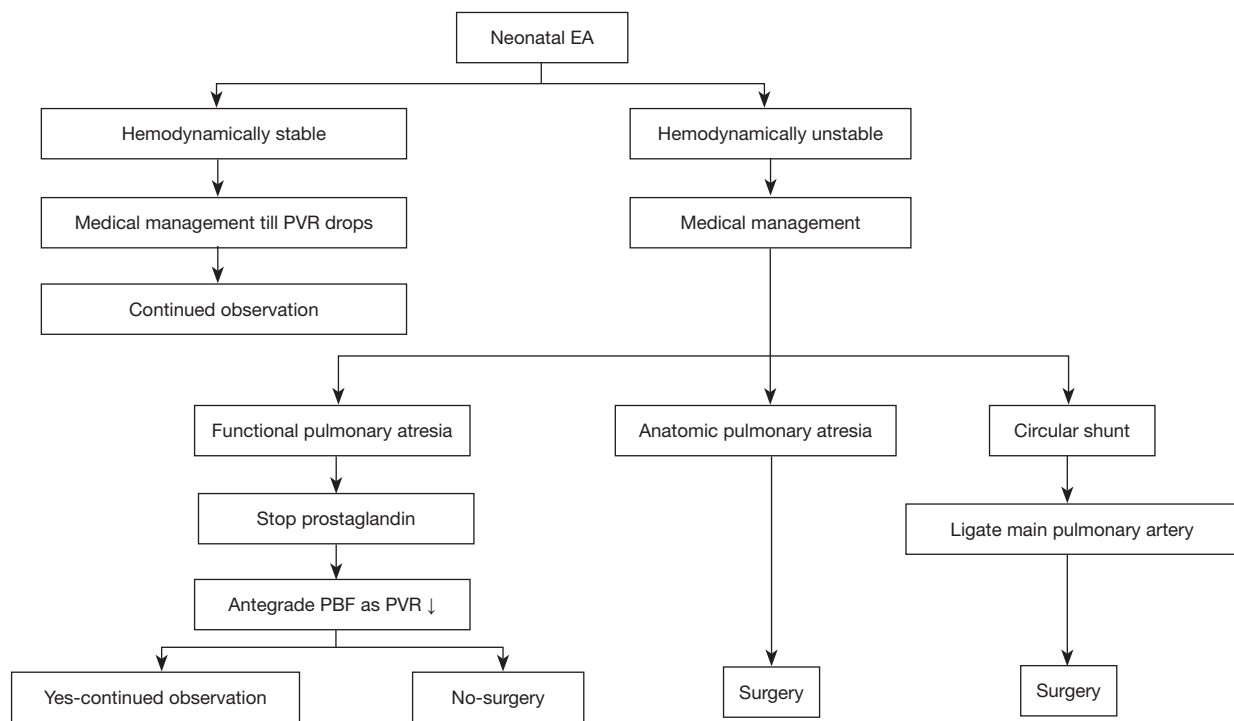 Neonatal EA
Hemodynamically stable
Hemodynamically unstable
Medical management till PVR drops
Medical management
Continued observation
Functional pulmonary atresia
Anatomic pulmonary atresia
Circular shunt
Stop prostaglandin
Ligate main pulmonary artery
Antegrade PBF as PVR ↓
Yes-continued observation
No-surgery
Surgery
Surgery